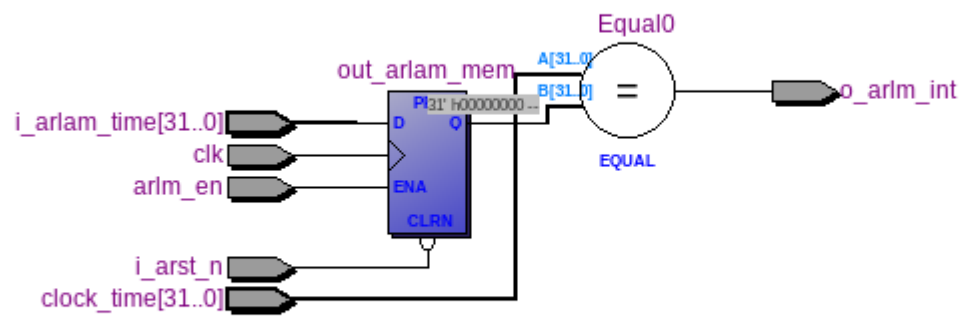 Equal0
A[31..0]
out_arlam_mem
B[31..0]
31' h00000000 --
=
o_arlm_int
i_arlam_time[31..0]
D
Q
clk
EQUAL
arlm_en
ENA
CLRN
i_arst_n
clock_time[31..0]